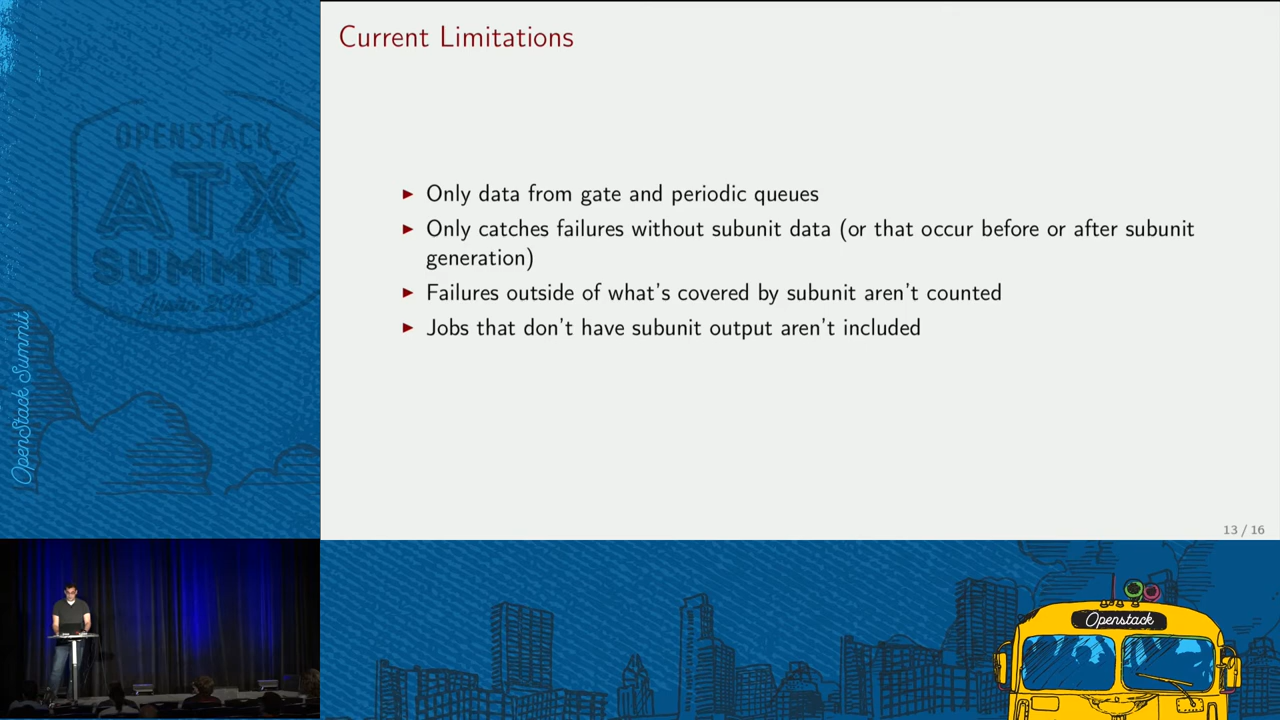 Current Limitations
Only data from gate and periodic queues
Only catches failures without subunit data (or that occur before or after subunit
generation)
Failures outside of what's covered by subunit aren't counted
Jobs that don't have subunit output aren't included
13 / 16
OPENSTACK
ATX
SUMMIT
OpenStack Summit
Openstack